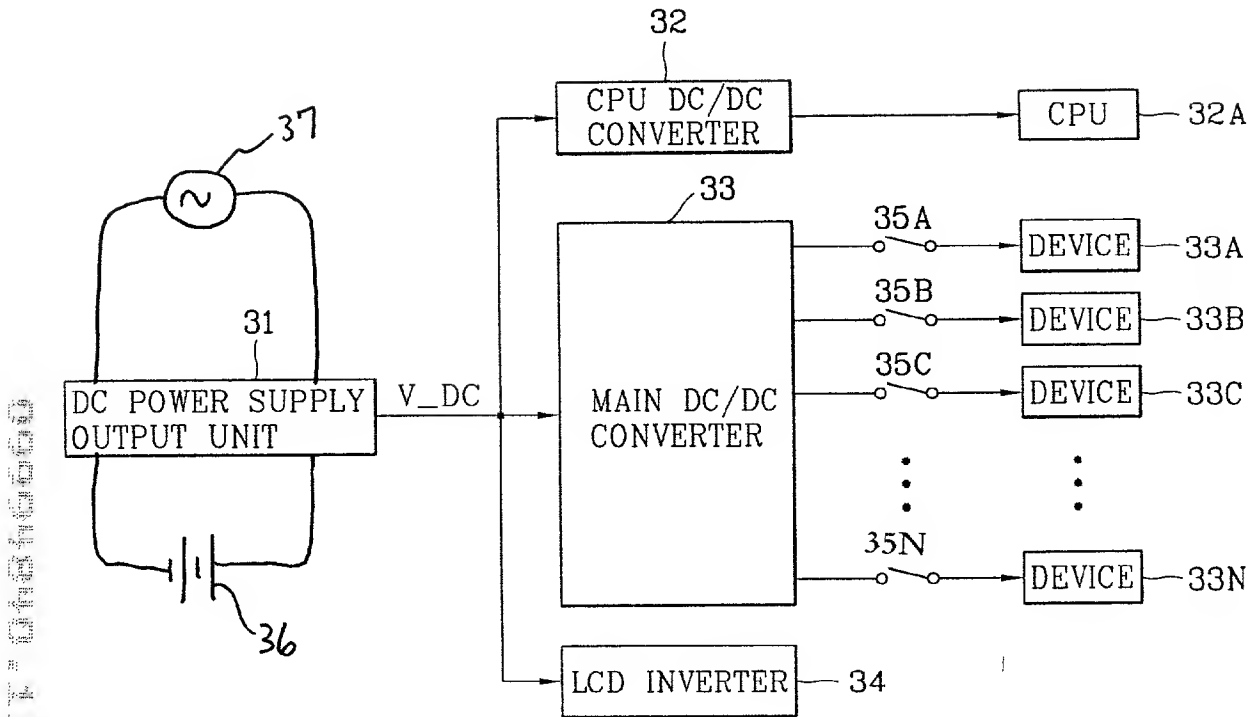 32
CPU DC/DC
CONVERTER
CPU
32A
37
33
35A
DEVICE
33A
35B
DEVICE
33B
31
35C
DC POWER SUPPLY
OUTPUT UNIT
V_DC
MAIN DC/DC
CONVERTER
DEVICE
33C
35N
DEVICE
33N
36
LCD INVERTER
34